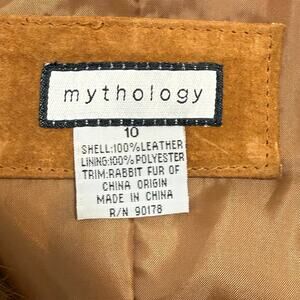 mythology
10
SHELL:100%LEATHER
LINING:100%POLYESTER
TRIM:RABBIT FUR OF
CHINA ORIGIN
MADE IN CHINA
R/N 90178